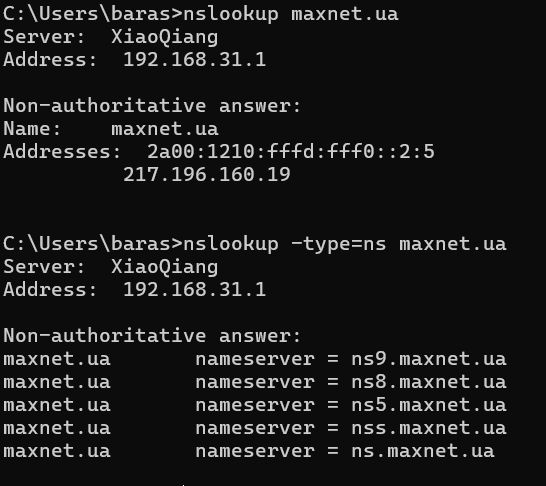 C:\Users\baras>nslookup maxnet.ua
Server:  XiaoQiang
Address:  192.168.31.1

Non-authoritative answer:
Name:    maxnet.ua
Addresses:  2a00:1210:fffd:fff0::2:5
          217.196.160.19

C:\Users\baras>nslookup -type=ns maxnet.ua
Server:  XiaoQiang
Address:  192.168.31.1

Non-authoritative answer:
maxnet.ua       nameserver = ns9.maxnet.ua
maxnet.ua       nameserver = ns8.maxnet.ua
maxnet.ua       nameserver = ns5.maxnet.ua
maxnet.ua       nameserver = nss.maxnet.ua
maxnet.ua       nameserver = ns.maxnet.ua